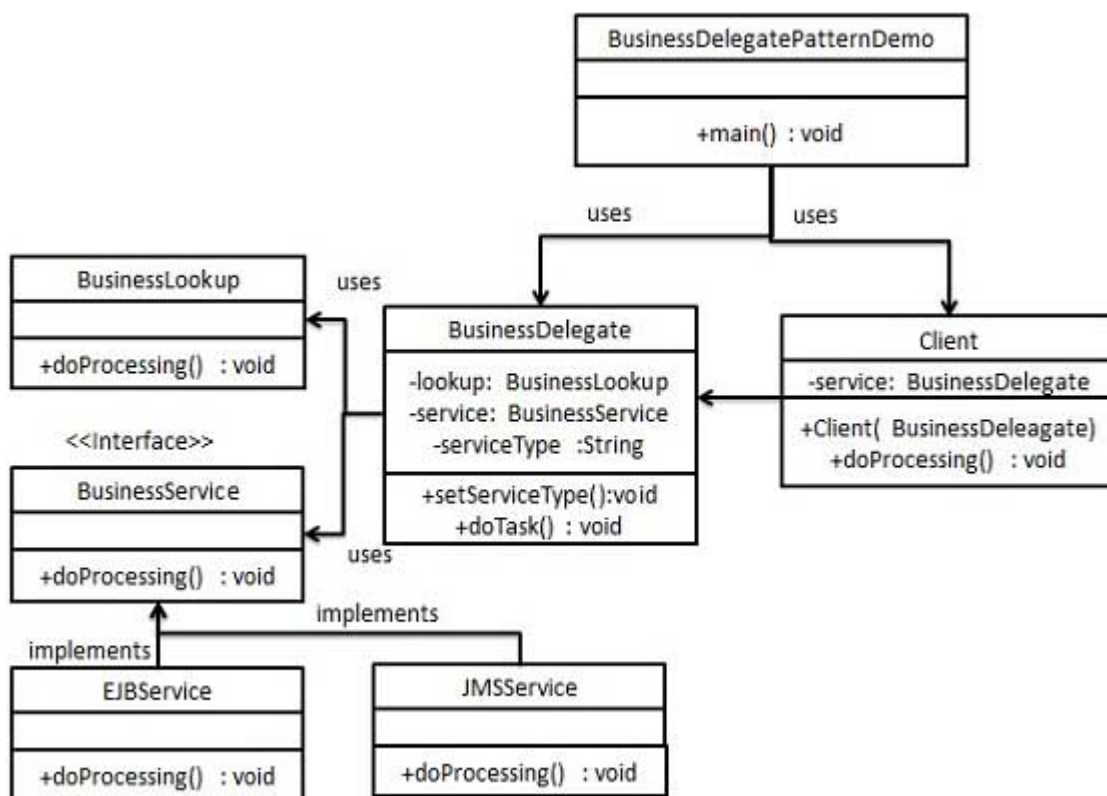 BusinessDelegatePatternDemo
+main() : void
uses
uses
BusinessLookup
+doProcessing() : void
uses
BusinessDelegate
-lookup: BusinessLookup
-service: BusinessService
-serviceType :String
+setServiceType():void
+doTask() : void
Client
-service: BusinessDelegate
+Client( BusinessDeleagate)
+doProcessing() : void
<<Interface>>
BusinessService
+doProcessing() : void
uses
implements
implements
EJBService
+doProcessing() : void
JMSService
+doProcessing() : void